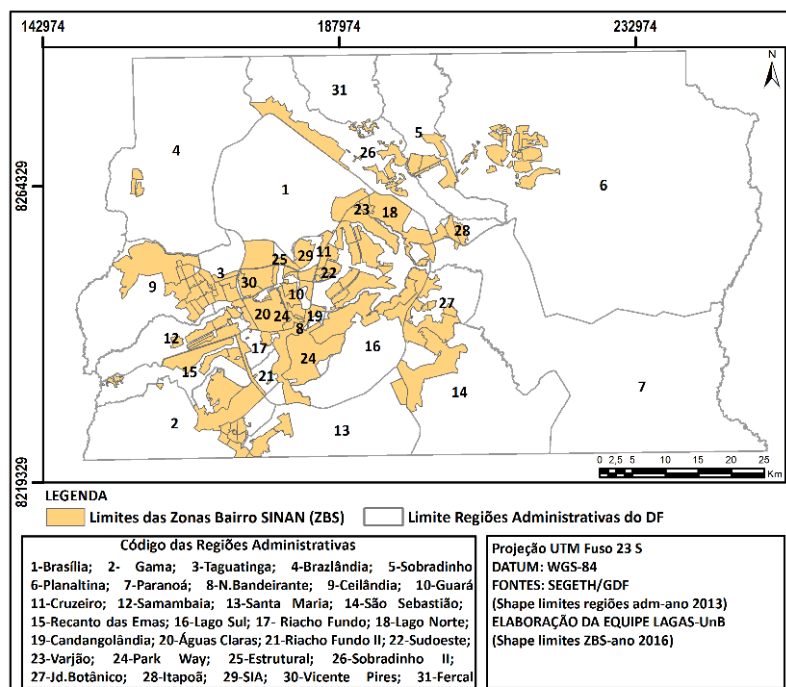 142974
187974
232974
N
31
5
4
26
6
1
8264329
23
18
28
29
11
25
3
22
30
9
10
27
20
24
19
8
12
17
16
24
15
21
7
14
2
13
0 2,5 5 10 15 20 25
Km
8219329
LEGENDA
Limites das Zonas Bairro SINAN (ZBS)
Limite Regiões Administrativas do DF
Código das Regiões Administrativas
1-Brasília; 2- Gama; 3-Taguatinga; 4-Brazlândia; 5-Sobradinho
6-Planaltina; 7-Paranoá; 8-N.Bandeirante; 9-Ceilândia; 10-Guará
11-Cruzeiro; 12-Samambaia; 13-Santa Maria; 14-São Sebastião;
15-Recanto das Emas; 16-Lago Sul; 17- Riacho Fundo; 18-Lago Norte;
19-Candangolândia; 20-Águas Claras; 21-Riacho Fundo II; 22-Sudoeste;
23-Varjão; 24-Park Way; 25-Estrutural; 26-Sobradinho II;
27-Jd.Botânico; 28-Itapoã; 29-SIA; 30-Vicente Pires; 31-Fercal
Projeção UTM Fuso 23 S
DATUM: WGS-84
FONTES: SEGETH/GDF
(Shape limites regiões adm-ano 2013)
ELABORAÇÃO DA EQUIPE LAGAS-UnB
(Shape limites ZBS-ano 2016)